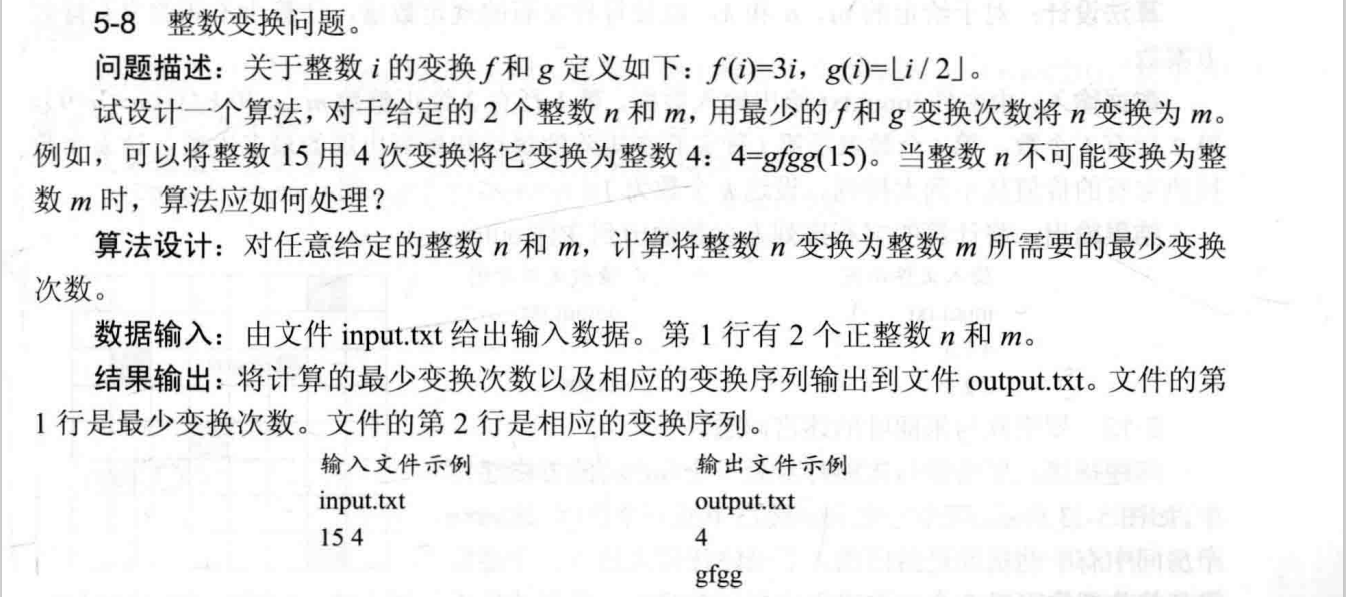 5-8 整数变换问题。
问题描述：关于整数 i 的变换 f 和 g 定义如下：f (i)=3i，g(i)=⌊i / 2⌋。
试设计一个算法，对于给定的 2 个整数 n 和 m，用最少的 f 和 g 变换次数将 n 变换为 m。
例如，可以将整数 15 用 4 次变换将它变换为整数 4：4=gfgg(15)。当整数 n 不可能变换为整
数 m 时，算法应如何处理？
算法设计：对任意给定的整数 n 和 m，计算将整数 n 变换为整数 m 所需要的最少变换
次数。
数据输入：由文件 input.txt 给出输入数据。第 1 行有 2 个正整数 n 和 m。
结果输出：将计算的最少变换次数以及相应的变换序列输出到文件 output.txt。文件的第
1 行是最少变换次数。文件的第 2 行是相应的变换序列。
输入文件示例 输出文件示例
input.txt output.txt
15 4 4
gfgg